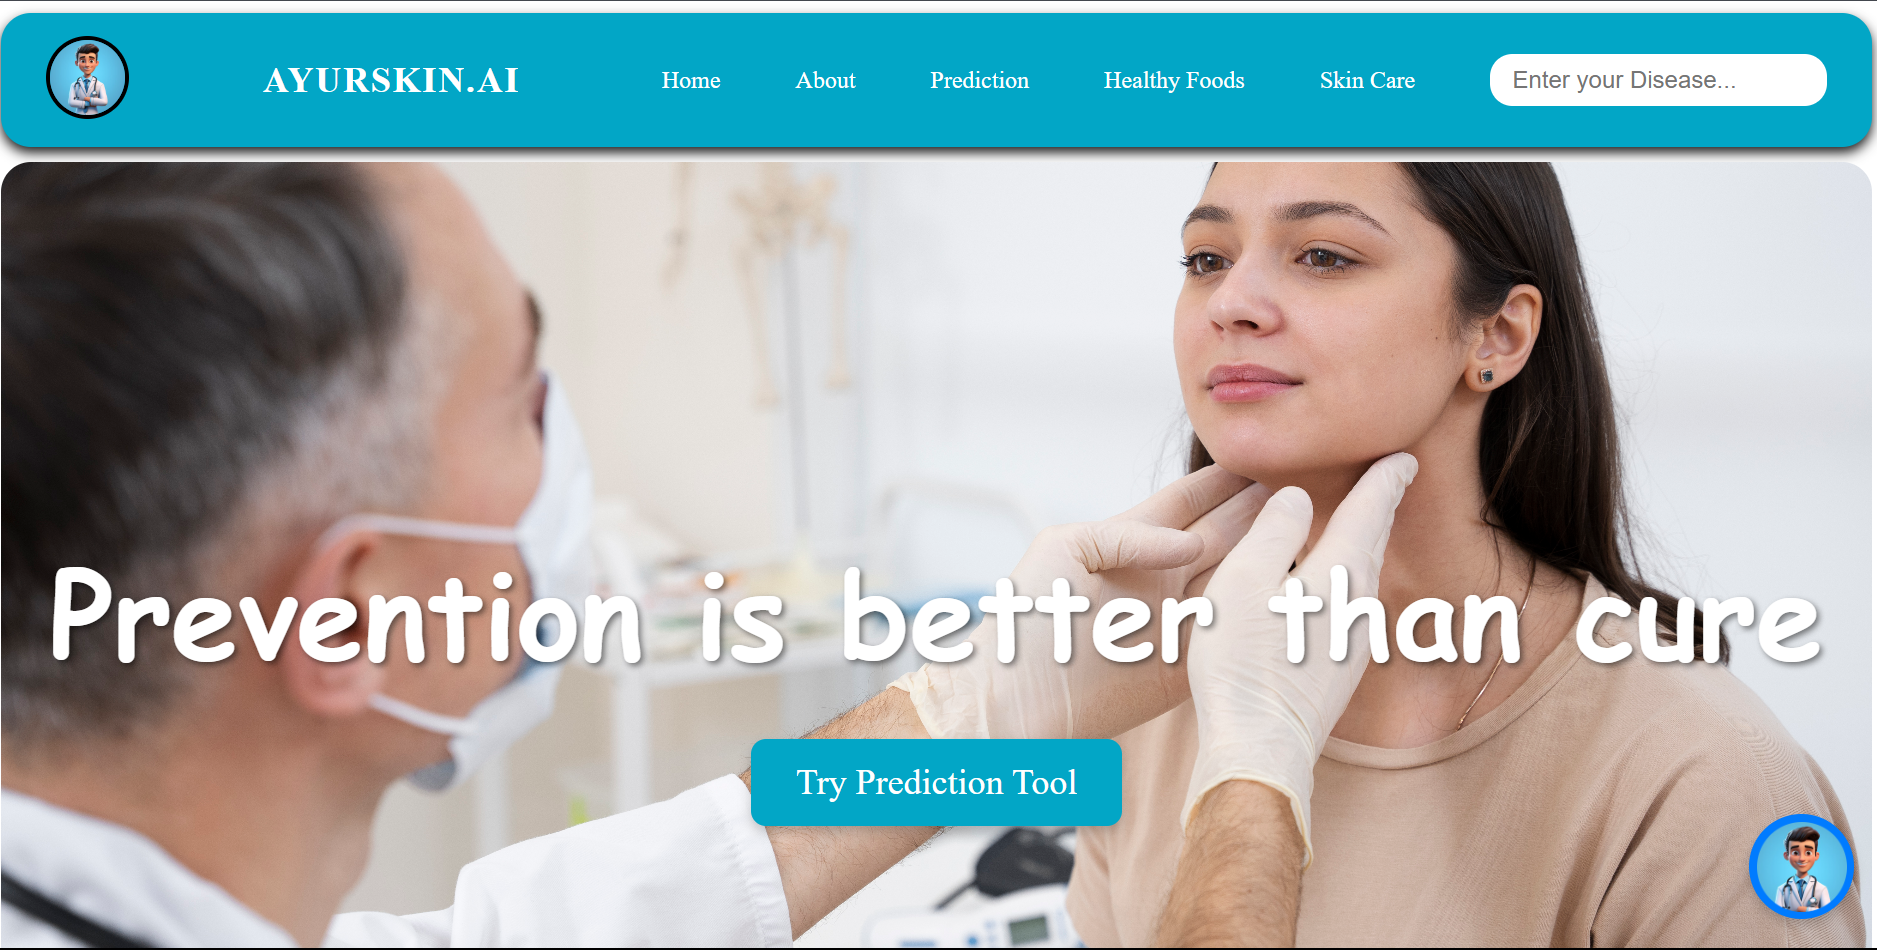 AYURSKIN.AI
Home
About
Prediction
Healthy Foods
Skin Care
Enter your Disease...
Prevention is better than cure
Try Prediction Tool